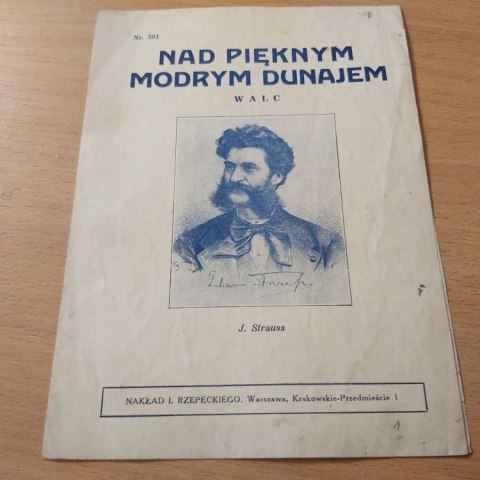 Nr. 381
NAD PIĘKNYM
MODRYM DUNAJEM
WALC
J. Strauss
NAKŁAD I. RZEPECKIEGO. Warszawa, Krakowskie-Przedmieście 1